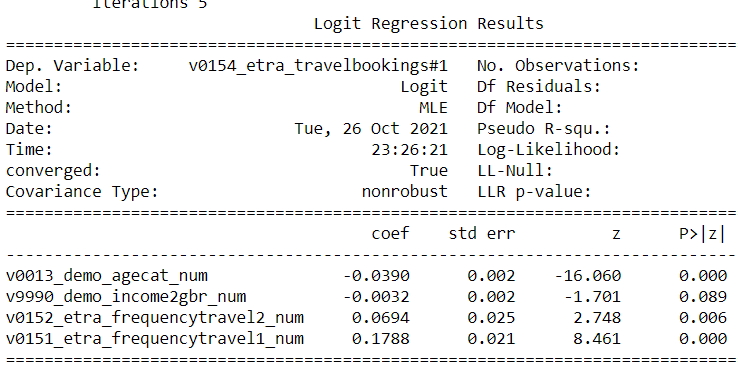 Iterations 5
Logit Regression Results
==============================================================================
Dep. Variable: v0154_etra_travelbookings#1 No. Observations:
Model: Logit Df Residuals:
Method: MLE Df Model:
Date: Tue, 26 Oct 2021 Pseudo R-squ.:
Time: 23:26:21 Log-Likelihood:
converged: True LL-Null:
Covariance Type: nonrobust LLR p-value:
==============================================================================
coef std err z P>|z|
------------------------------------------------------------------------------
v0013_demo_agecat_num -0.0390 0.002 -16.060 0.000
v9990_demo_income2gbr_num -0.0032 0.002 -1.701 0.089
v0152_etra_frequencytravel2_num 0.0694 0.025 2.748 0.006
v0151_etra_frequencytravel1_num 0.1788 0.021 8.461 0.000
==============================================================================